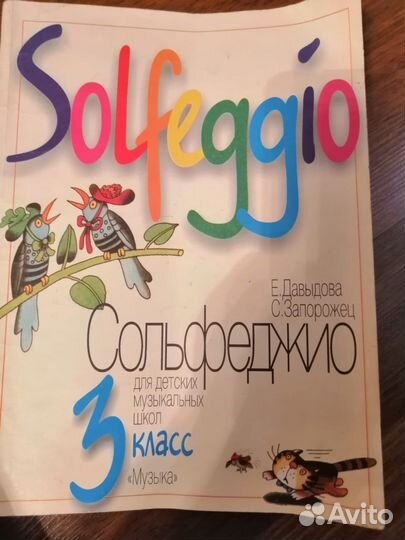 Solfeggio
Е.Давыдова
С.Запорожец
Сольфеджио
для детских
музыкальных
школ
3 класс
«Музыка»
Avito